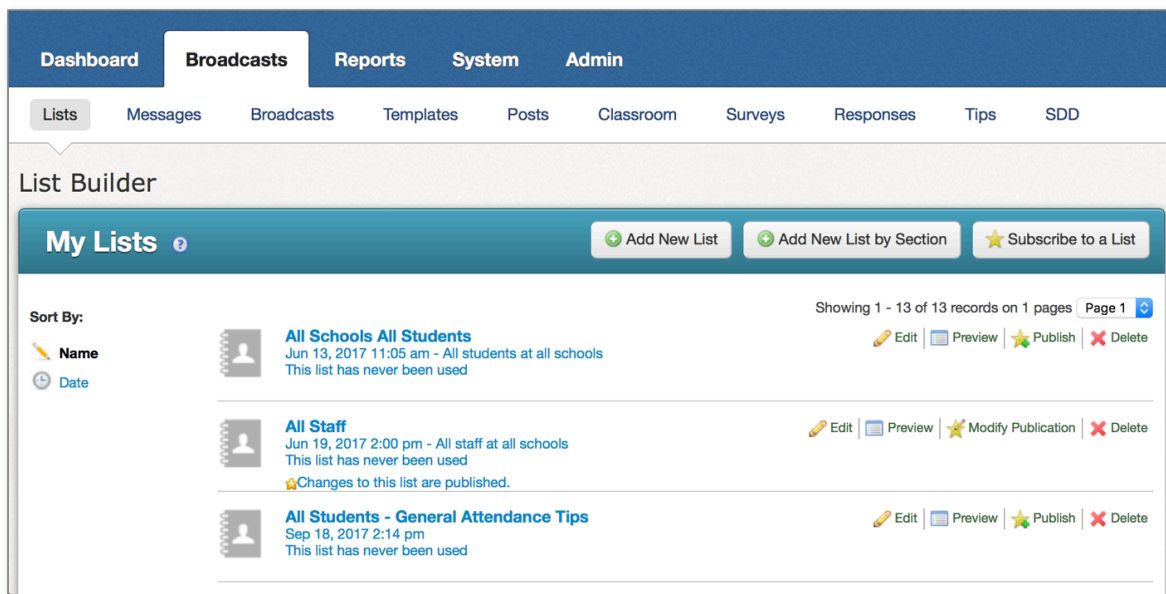 Dashboard Broadcasts Reports System Admin
Lists Messages Broadcasts Templates Posts Classroom Surveys Responses Tips SDD
List Builder
My Lists ? Add New List Add New List by Section Subscribe to a List
Showing 1 - 13 of 13 records on 1 pages Page 1
Sort By:
Name
Date
All Schools All Students
Edit Preview Publish Delete
Jun 13, 2017 11:05 am - All students at all schools
This list has never been used
All Staff
Edit Preview Modify Publication Delete
Jun 19, 2017 2:00 pm - All staff at all schools
This list has never been used
Changes to this list are published.
All Students - General Attendance Tips
Edit Preview Publish Delete
Sep 18, 2017 2:14 pm
This list has never been used